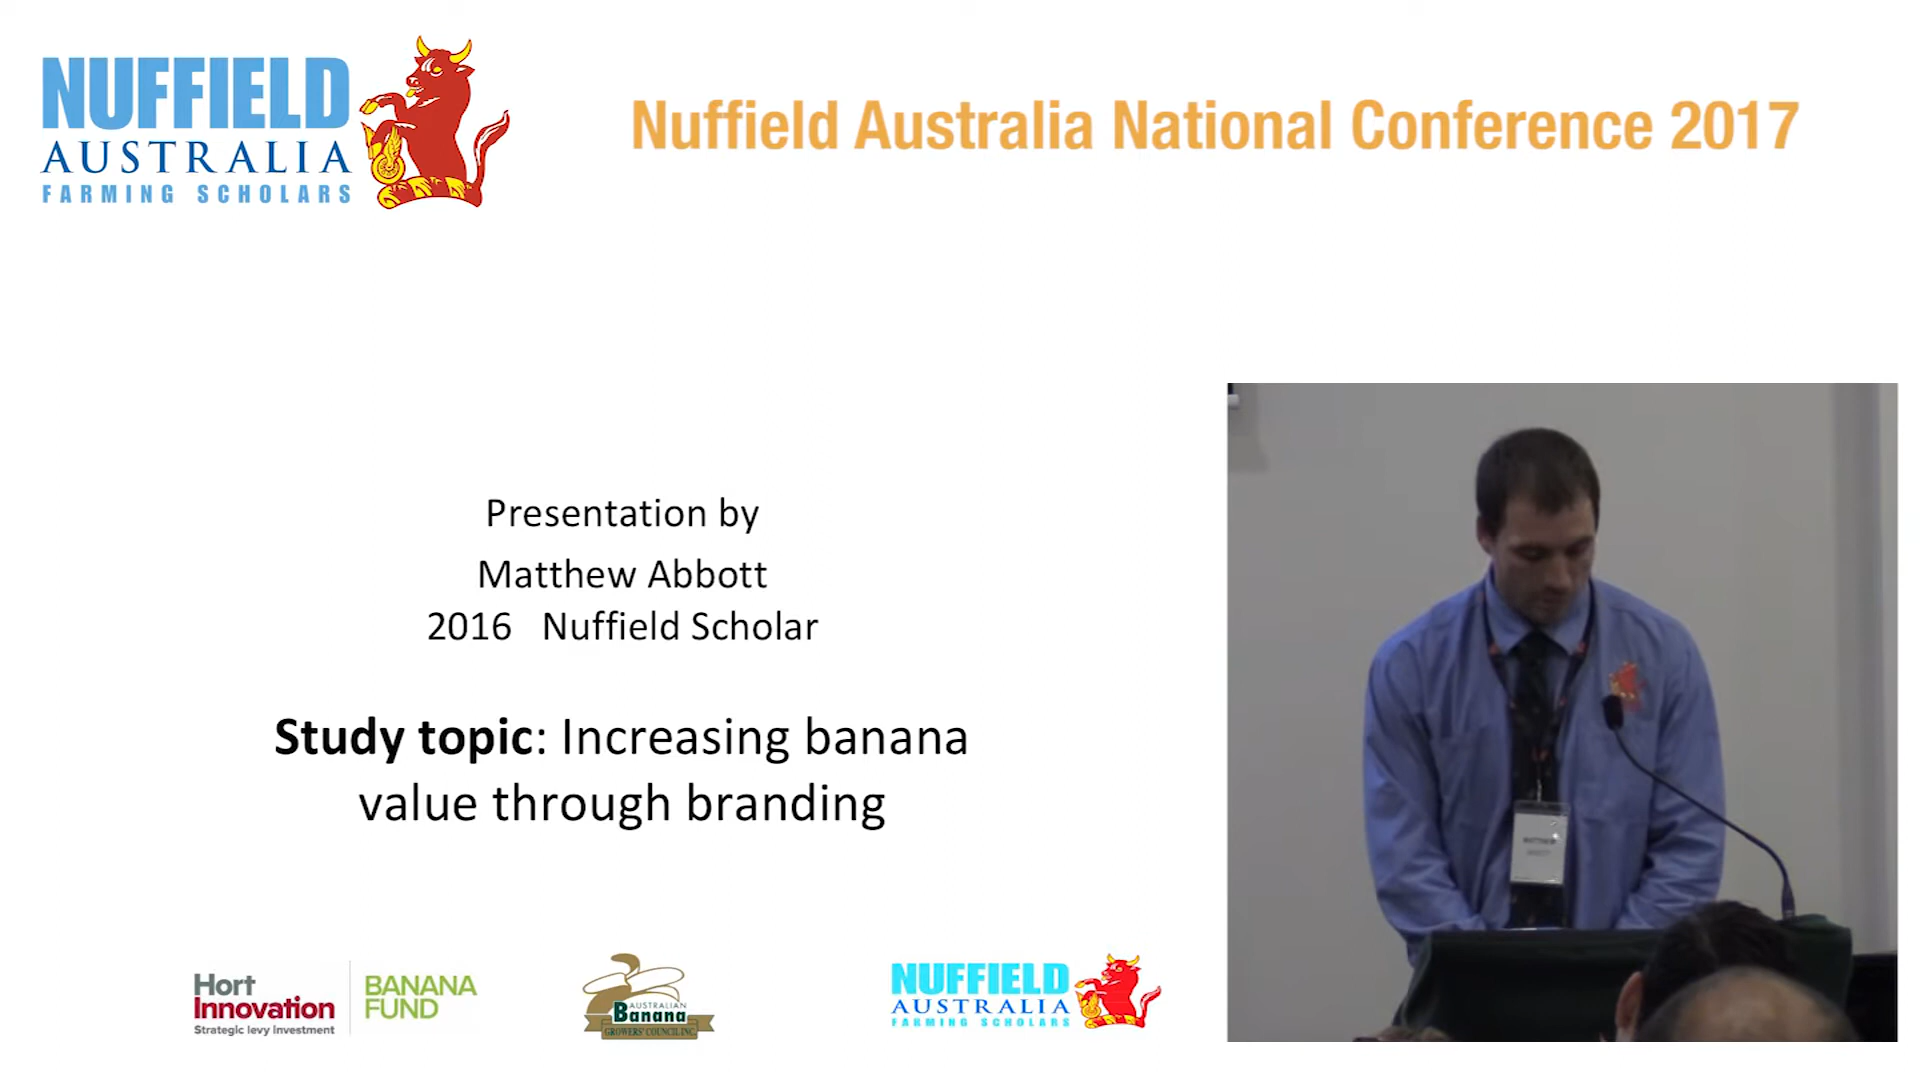 NUFFIELD
AUSTRALIA
FARMING SCHOLARS
Nuffield Australia National Conference 2017
Presentation by
Matthew Abbott
2016 Nuffield Scholar
Study topic: Increasing banana
value through branding
Hort
Innovation
Strategic levy investment
BANANA
FUND
AUSTRALIAN
Banana
GROWERS' COUNCIL INC.
NUFFIELD
AUSTRALIA
FARMING SCHOLARS
MATTHEW